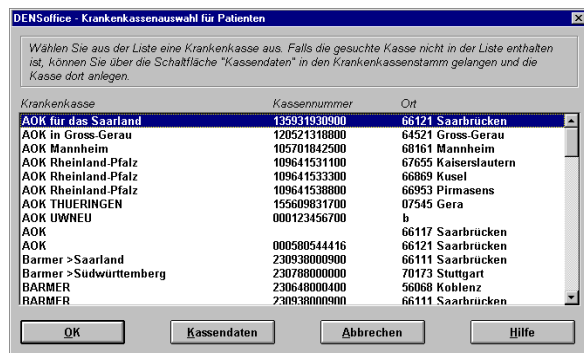 DENSoffice - Krankenkassenauswahl für Patienten
Wählen Sie aus der Liste eine Krankenkasse aus. Falls die gesuchte Kasse nicht in der Liste enthalten
ist, können Sie über die Schaltfläche "Kassendaten" in den Krankenkassenstamm gelangen und die
Kasse dort anlegen.
Krankenkasse Kassennummer Ort
AOK für das Saarland 135931930900 66121 Saarbrücken
AOK in Gross-Gerau 120521318800 64521 Gross-Gerau
AOK Mannheim 105701842500 68161 Mannheim
AOK Rheinland-Pfalz 109641531100 67655 Kaiserslautern
AOK Rheinland-Pfalz 109641533300 66869 Kusel
AOK Rheinland-Pfalz 109641538800 66953 Pirmasens
AOK THUERINGEN 155609831700 07545 Gera
AOK UWNEU 000123456700 b
AOK 66117 Saarbrücken
AOK 000580544416 66121 Saarbrücken
Barmer >Saarland 230938000900 66111 Saarbrücken
Barmer >Südwürttemberg 230788000000 70173 Stuttgart
BARMER 230648000400 56068 Koblenz
BARMER 230938000900 66111 Saarbrücken
OK Kassendaten Abbrechen Hilfe